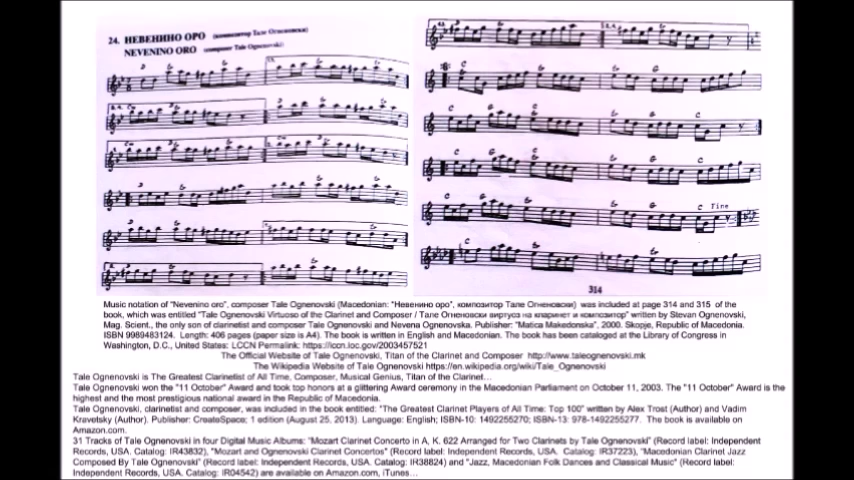 24. НЕВЕНИНО ОРО (композитор Тале Огненовски)
NEVENINO ORO (composer Tale Ognenovski)
Fine
314
Music notation of "Nevenino oro", composer Tale Ognenovski (Macedonian: "Невенино оро", композитор Тале Огненовски) was included at page 314 and 315 of the
book, which was entitled "Tale Ognenovski Virtuoso of the Clarinet and Composer / Тале Огненовски виртуоз на кларинет и композитор" written by Stevan Ognenovski,
Mag. Scient., the only son of clarinetist and composer Tale Ognenovski and Nevena Ognenovska. Publisher: "Matica Makedonska", 2000. Skopje, Republic of Macedonia.
ISBN 9989483124. Length: 406 pages (paper size is A4). The book is written in English and Macedonian. The book has been cataloged at the Library of Congress in
Washington, D.C., United States: LCCN Permalink: https://lccn.loc.gov/2003457521
The Official Website of Tale Ognenovski, Titan of the Clarinet and Composer http://www.taleognenovski.mk
The Wikipedia Website of Tale Ognenovski https://en.wikipedia.org/wiki/Tale_Ognenovski
Tale Ognenovski is The Greatest Clarinetist of All Time, Composer, Musical Genius, Titan of the Clarinet...
Tale Ognenovski won the "11 October" Award and took top honors at a glittering Award ceremony in the Macedonian Parliament on October 11, 2003. The "11 October" Award is the
highest and the most prestigious national award in the Republic of Macedonia.
Tale Ognenovski, clarinetist and composer, was included in the book entitled: "The Greatest Clarinet Players of All Time: Top 100" written by Alex Trost (Author) and Vadim
Kravetsky (Author). Publisher: CreateSpace; 1 edition (August 25, 2013). Language: English; ISBN-10: 1492255270; ISBN-13: 978-1492255277. The book is available on
Amazon.com.
31 Tracks of Tale Ognenovski in four Digital Music Albums: "Mozart Clarinet Concerto in A, K. 622 Arranged for Two Clarinets by Tale Ognenovski" (Record label: Independent
Records, USA. Catalog: IR43832), "Mozart and Ognenovski Clarinet Concertos" (Record label: Independent Records, USA. Catalog: IR37223), "Macedonian Clarinet Jazz
Composed By Tale Ognenovski" (Record label: Independent Records, USA. Catalog: IR38824) and "Jazz, Macedonian Folk Dances and Classical Music" (Record label:
Independent Records, USA. Catalog: IR04542) are available on Amazon.com, iTunes...